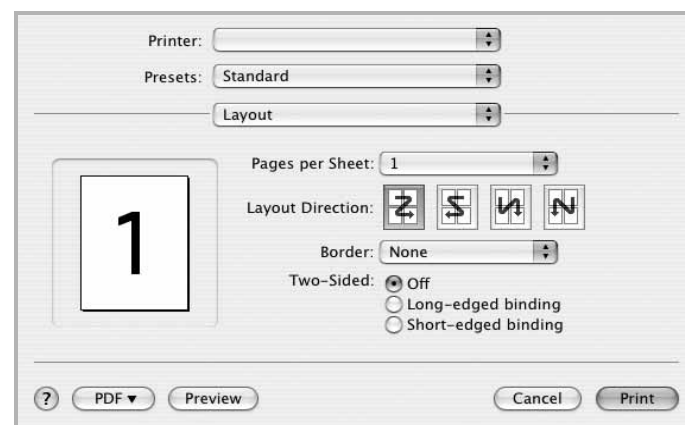 Printer:
Presets: Standard
Layout
Pages per Sheet: 1
Layout Direction:
Border: None
Two-Sided: Off
Long-edged binding
Short-edged binding
1
? PDF▼ Preview Cancel Print